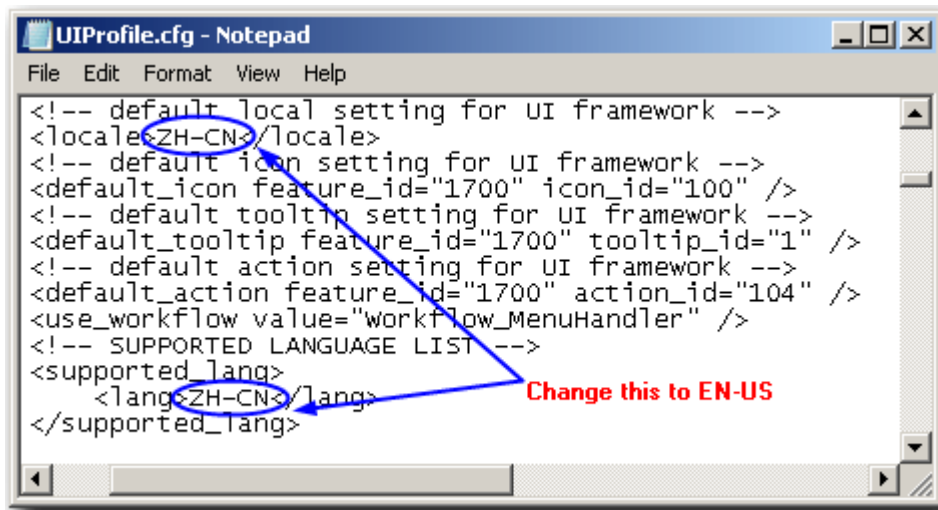 UIProfile.cfg - Notepad
File Edit Format View Help
<!-- default local setting for UI framework -->
<locale>ZH-CN</locale>
<!-- default icon setting for UI framework -->
<default_icon feature_id="1700" icon_id="100" />
<!-- default tooltip setting for UI framework -->
<default_tooltip feature_id="1700" tooltip_id="1" />
<!-- default action setting for UI framework -->
<default_action feature_id="1700" action_id="104" />
<use_workflow value="Workflow_MenuHandler" />
<!-- SUPPORTED LANGUAGE LIST -->
<supported_lang>
<lang>ZH-CN</lang>
Change this to EN-US
</supported_lang>